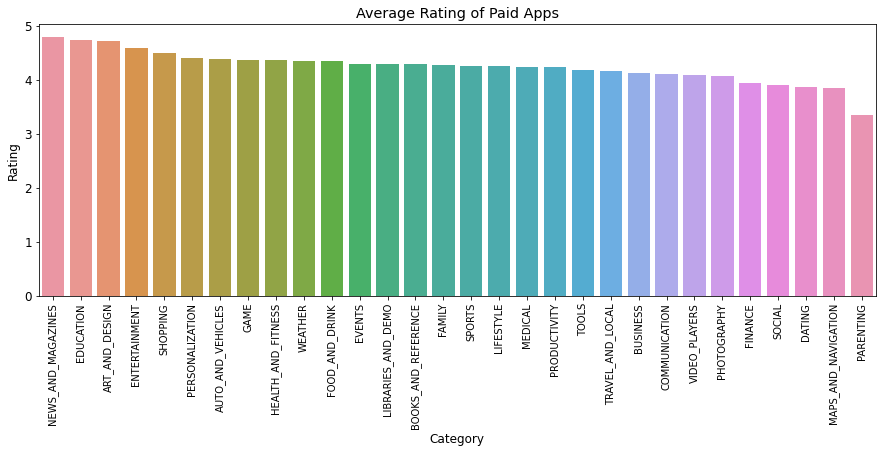 Average Rating of Paid Apps
Rating
5
4
3
2
1
0
NEWS_AND_MAGAZINES
EDUCATION
ART_AND_DESIGN
ENTERTAINMENT
SHOPPING
PERSONALIZATION
AUTO_AND_VEHICLES
GAME
HEALTH_AND_FITNESS
WEATHER
FOOD_AND_DRINK
EVENTS
LIBRARIES_AND_DEMO
BOOKS_AND_REFERENCE
FAMILY
SPORTS
LIFESTYLE
MEDICAL
PRODUCTIVITY
TOOLS
TRAVEL_AND_LOCAL
BUSINESS
COMMUNICATION
VIDEO_PLAYERS
PHOTOGRAPHY
FINANCE
SOCIAL
DATING
MAPS_AND_NAVIGATION
PARENTING
Category